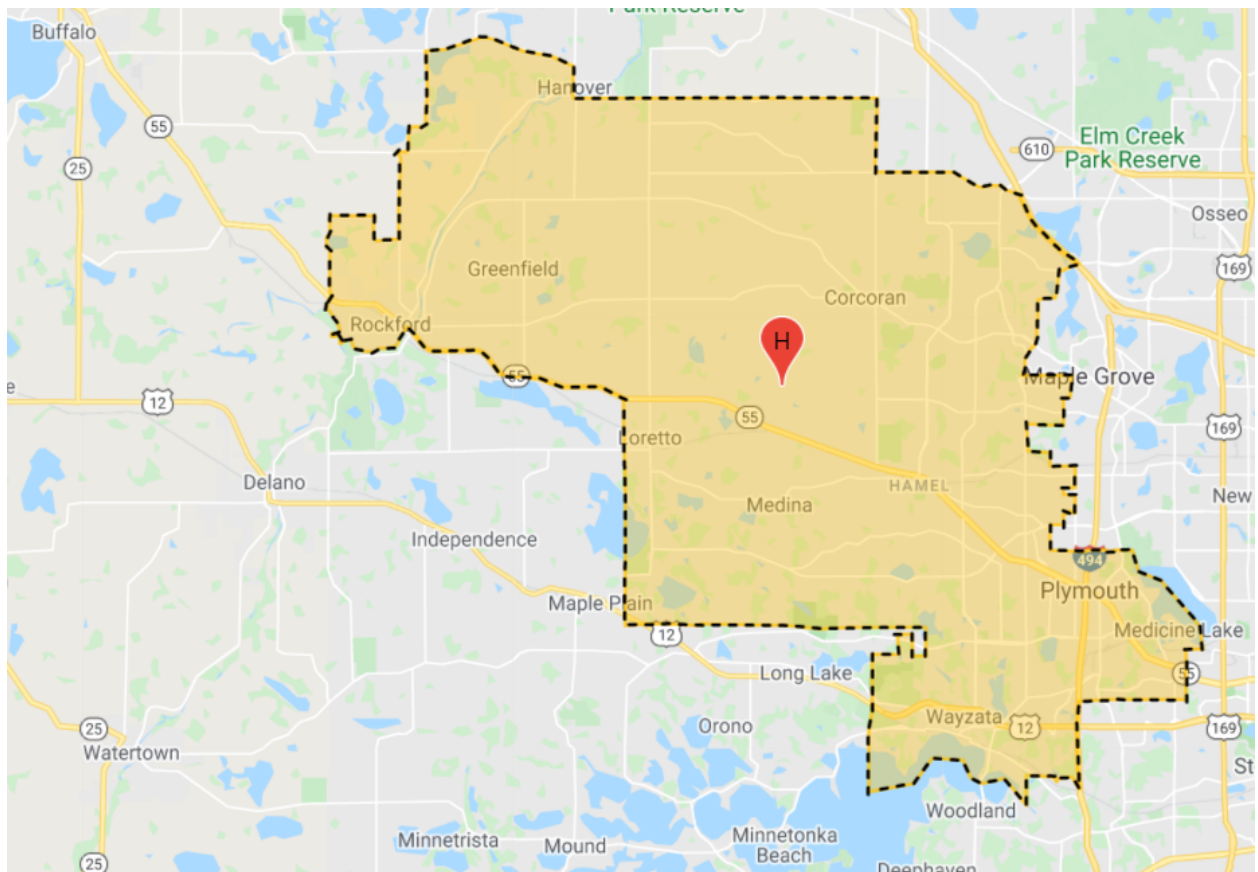 Park Reserve
Buffalo
Hanover
55
25
610
Elm Creek
Park Reserve
Osseo
169
Greenfield
Corcoran
Rockford
H
55
Maple Grove
e
12
55
Loretto
169
Delano
HAMEL
Medina
New
Independence
494
Plymouth
Maple Plain
12
Medicine Lake
Long Lake
55
Wayzata
12
Orono
25
169
Watertown
St
Woodland
Minnetrista
Mound
Minnetonka
Beach
25
Deephaven